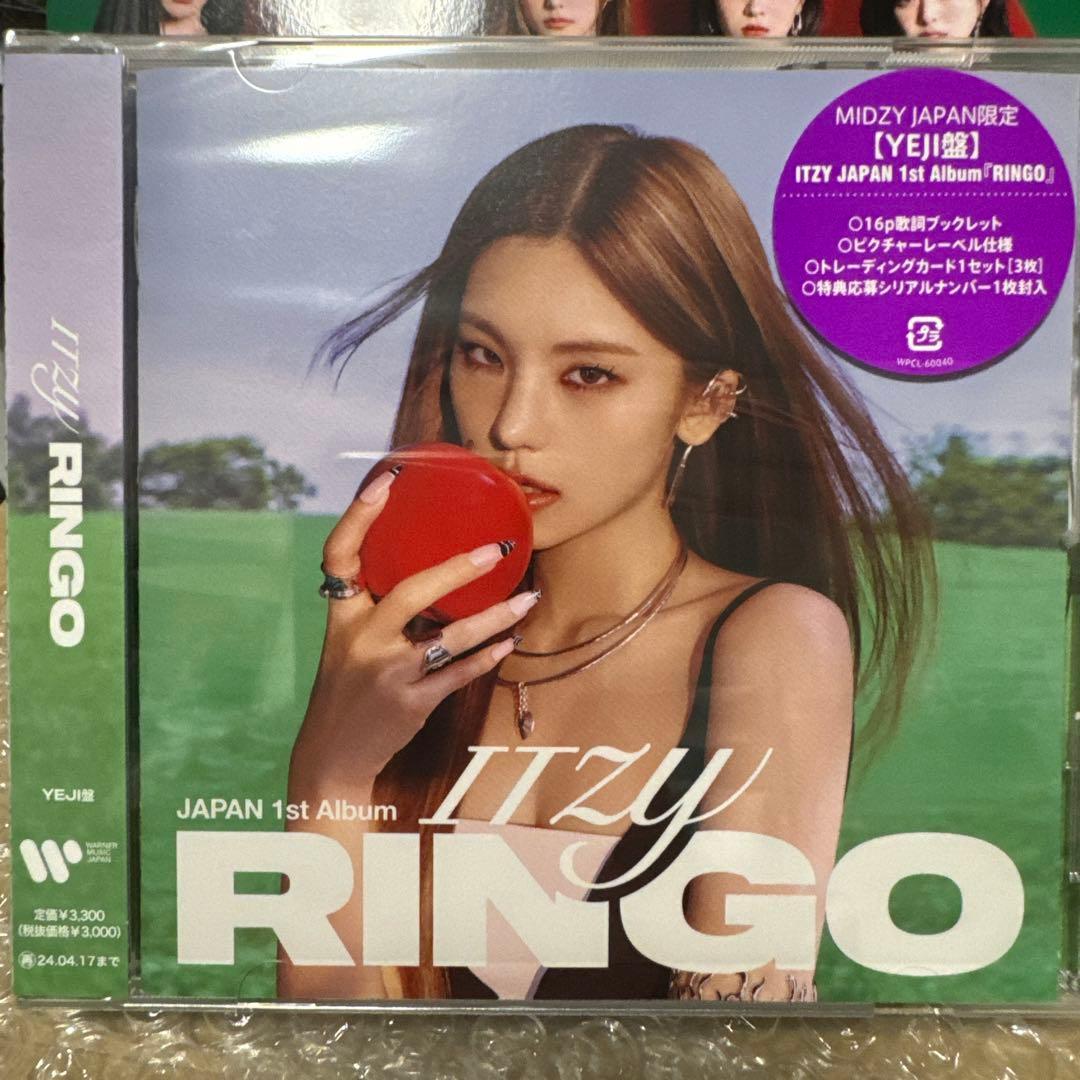 ITZY RINGO
YEJI盤
WARNER
MUSIC
JAPAN
定価¥3,300
(税抜価格¥3,000)
再24.04.17まで
MIDZY JAPAN限定
【YEJI盤】
ITZY JAPAN 1st Album『RINGO』
○16p歌詞ブックレット
○ピクチャーレーベル仕様
○トレーディングカード1セット[3枚]
○特典応募シリアルナンバー1枚封入
プラ
WPCL-60040
JAPAN 1st Album ITZY
RINGO